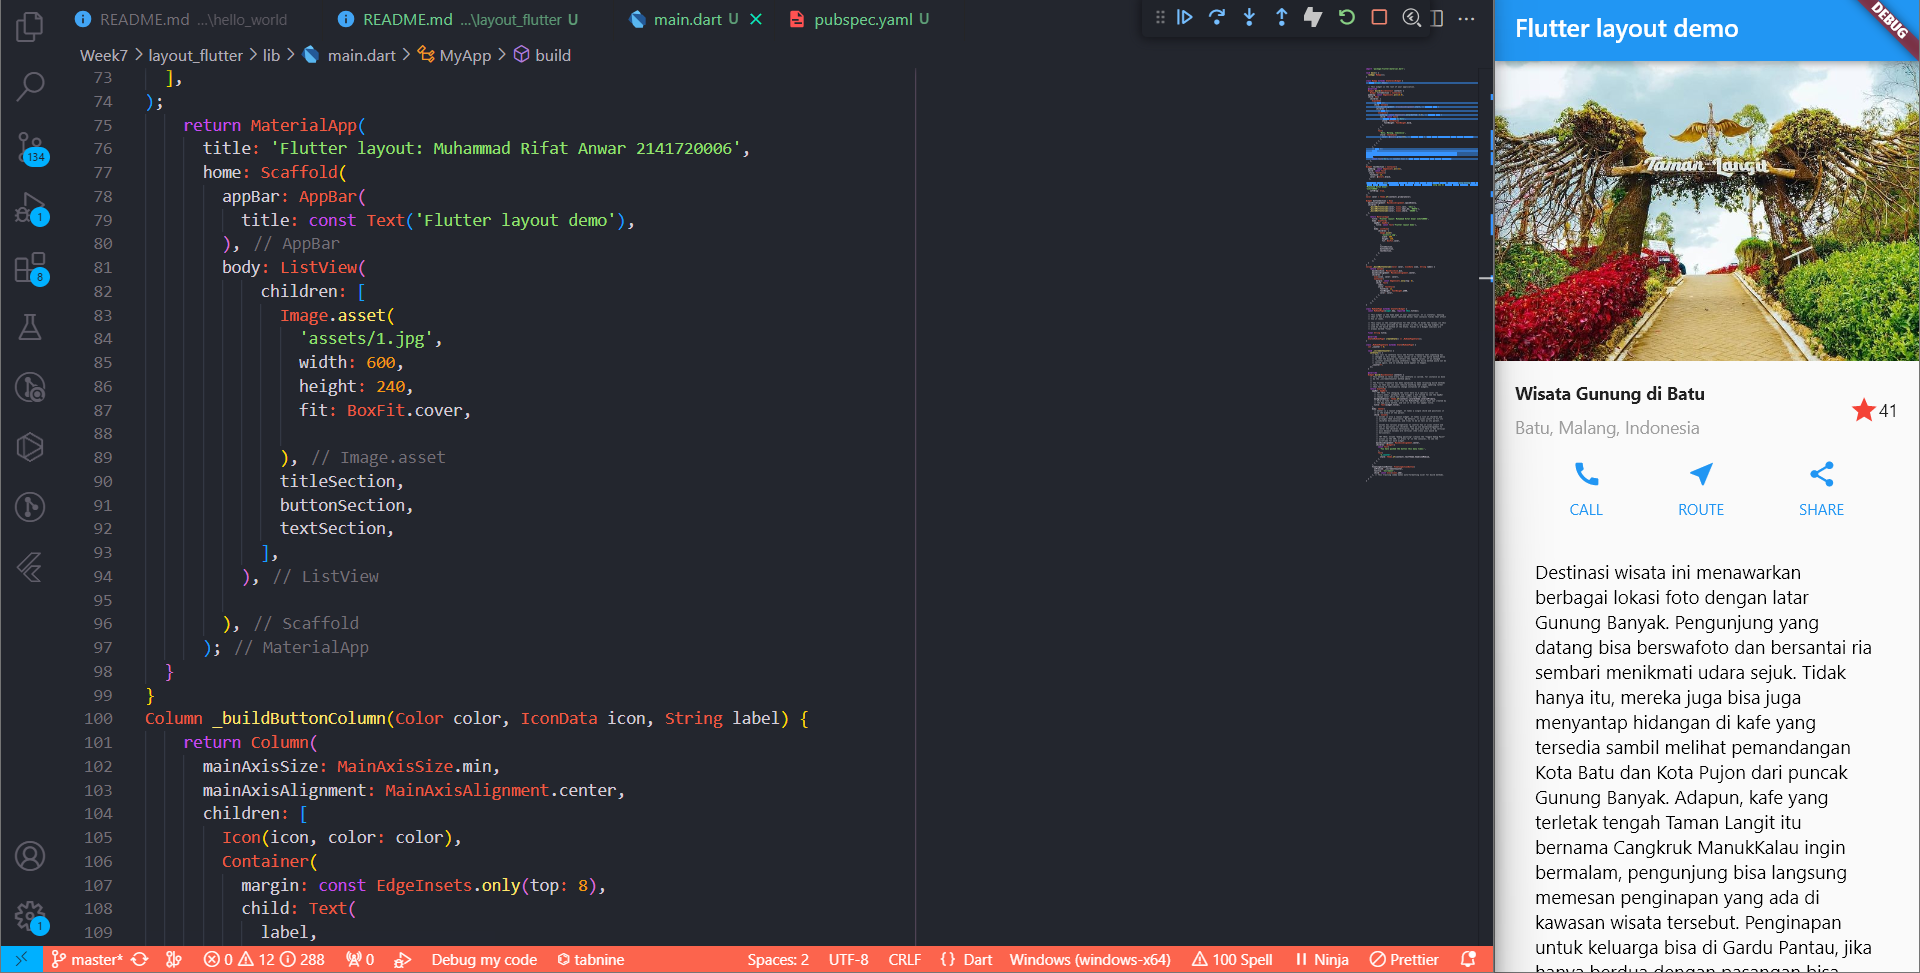 README.md ...\hello_world
README.md ...\layout_flutter U
main.dart U
pubspec.yaml U
Week7 > layout_flutter > lib > main.dart > MyApp > build
73 ],
74 );
75 return MaterialApp(
76 title: 'Flutter layout: Muhammad Rifat Anwar 2141720006',
77 home: Scaffold(
78 appBar: AppBar(
79 title: const Text('Flutter layout demo'),
80 ), // AppBar
81 body: ListView(
82 children: [
83 Image.asset(
84 'assets/1.jpg',
85 width: 600,
86 height: 240,
87 fit: BoxFit.cover,
88
89 ), // Image.asset
90 titleSection,
91 buttonSection,
92 textSection,
93 ],
94 ), // ListView
95
96 ), // Scaffold
97 ); // MaterialApp
98 }
99 }
100 Column _buildButtonColumn(Color color, IconData icon, String label) {
101 return Column(
102 mainAxisSize: MainAxisSize.min,
103 mainAxisAlignment: MainAxisAlignment.center,
104 children: [
105 Icon(icon, color: color),
106 Container(
107 margin: const EdgeInsets.only(top: 8),
108 child: Text(
109 label,
134
1
8
1
master* 0 12 288 0 Debug my code tabnine Spaces: 2 UTF-8 CRLF {} Dart Windows (windows-x64) 100 Spell Ninja Prettier
Flutter layout demo
DEBUG
Taman Langit
Wisata Gunung di Batu
41
Batu, Malang, Indonesia
CALL ROUTE SHARE
Destinasi wisata ini menawarkan
berbagai lokasi foto dengan latar
Gunung Banyak. Pengunjung yang
datang bisa berswafoto dan bersantai ria
sembari menikmati udara sejuk. Tidak
hanya itu, mereka juga bisa juga
menyantap hidangan di kafe yang
tersedia sambil melihat pemandangan
Kota Batu dan Kota Pujon dari puncak
Gunung Banyak. Adapun, kafe yang
terletak tengah Taman Langit itu
bernama Cangkruk ManukKalau ingin
bermalam, pengunjung bisa langsung
memesan penginapan yang ada di
kawasan wisata tersebut. Penginapan
untuk keluarga bisa di Gardu Pantau, jika
hanya berdua dengan pasangan bisa